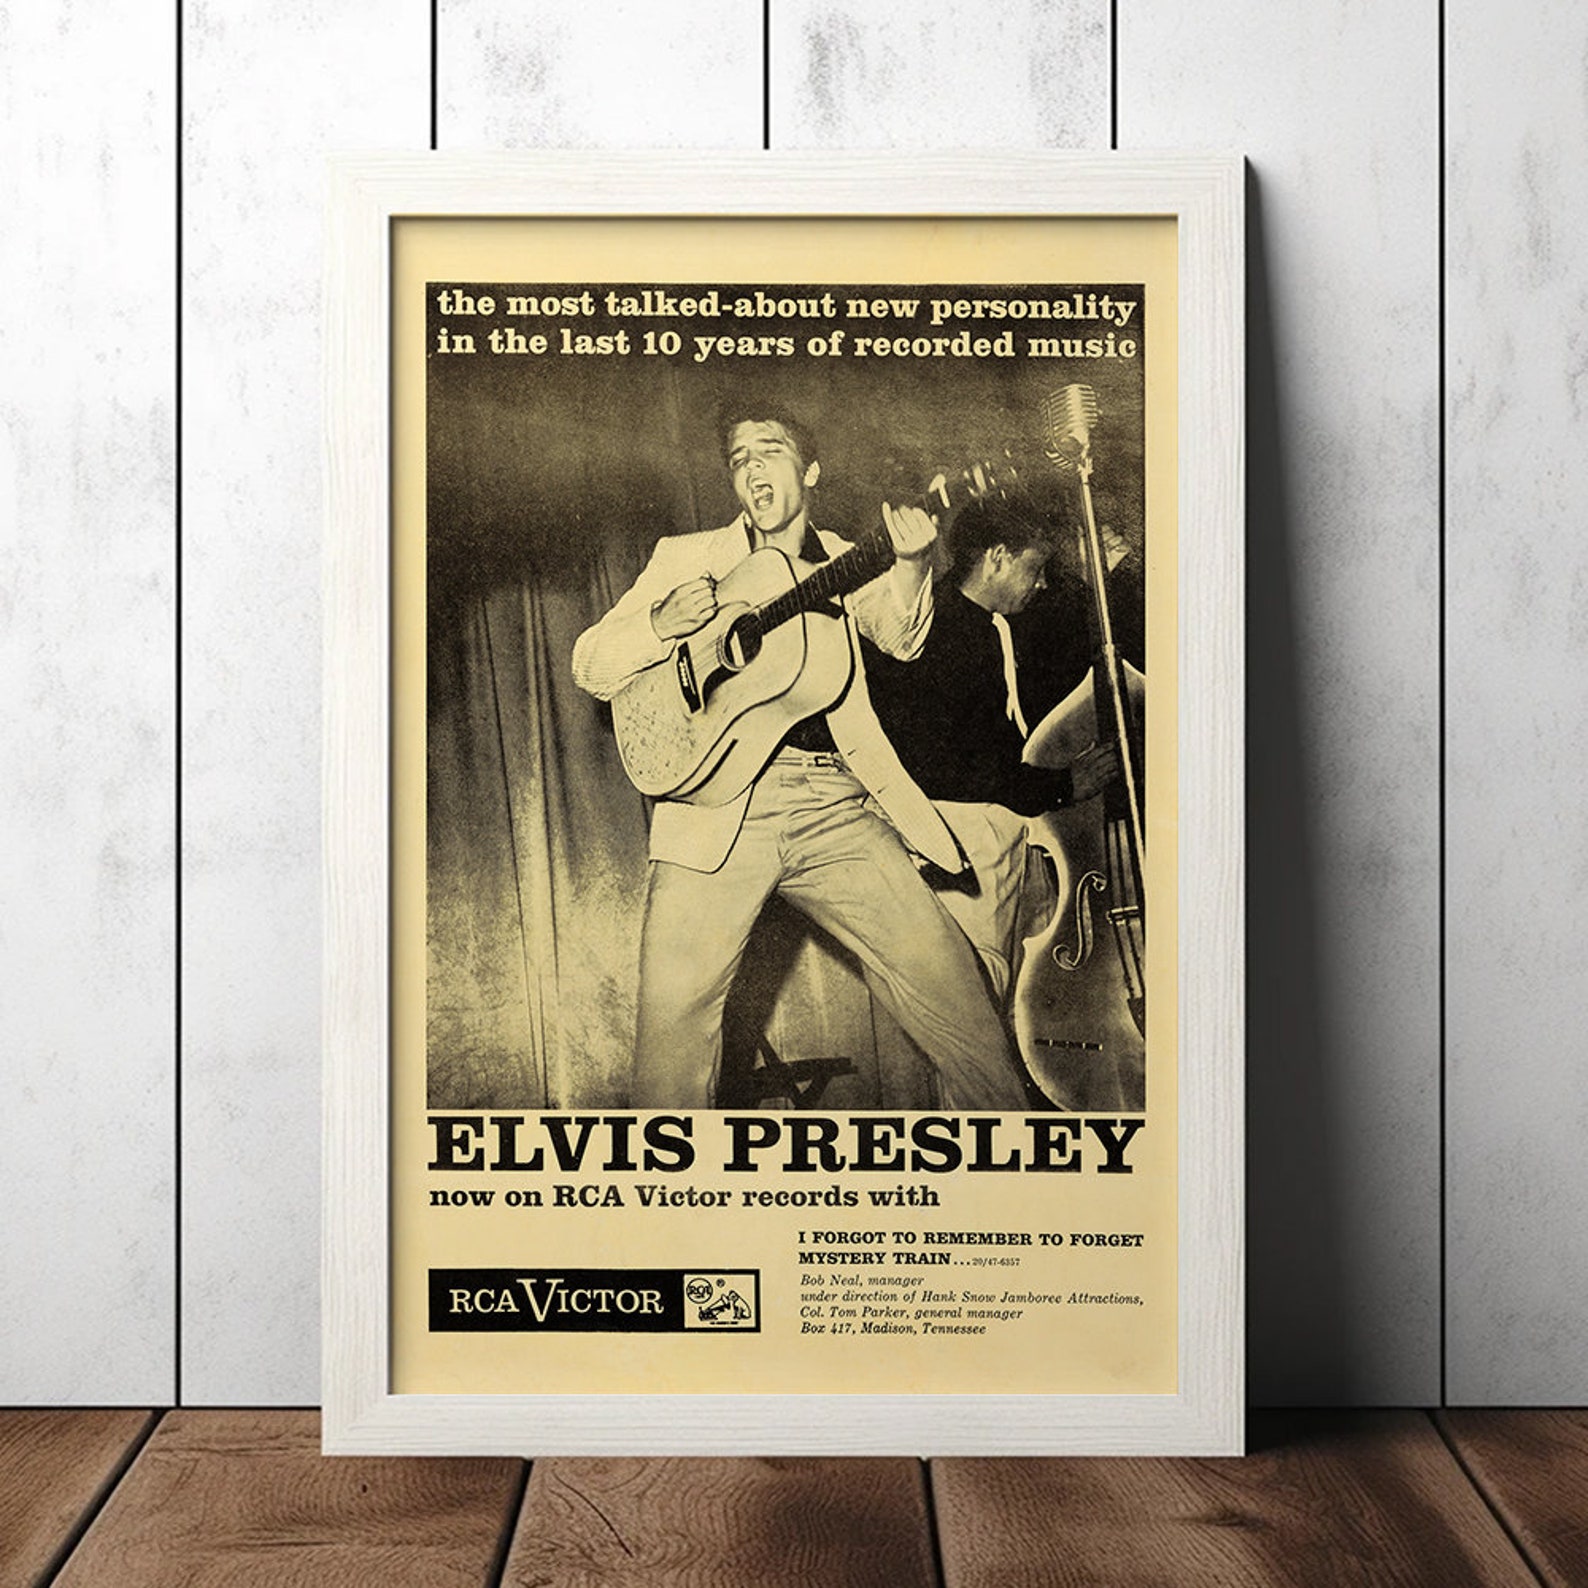 the most talked-about new personality
in the last 10 years of recorded music
ELVIS PRESLEY
now on RCA Victor records with
I FORGOT TO REMEMBER TO FORGET
MYSTERY TRAIN...20/47-6357
Bob Neal, manager
under direction of Hank Snow Jamboree Attractions,
Col. Tom Parker, general manager
Box 417, Madison, Tennessee
RCA VICTOR
RCA ®